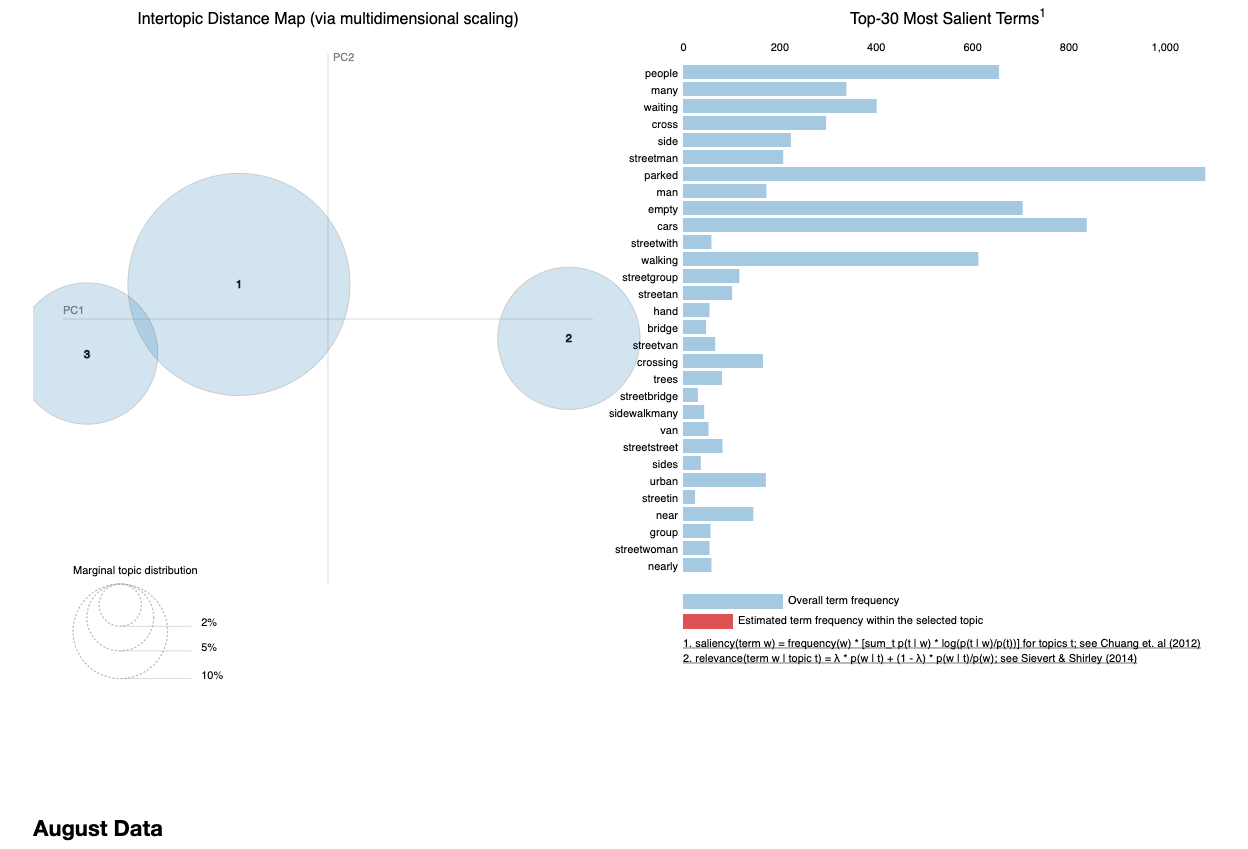 Intertopic Distance Map (via multidimensional scaling)
PC2
PC1
1
2
3
Marginal topic distribution
2%
5%
10%
Top-30 Most Salient Terms1
0 200 400 600 800 1,000
people
many
waiting
cross
side
streetman
parked
man
empty
cars
streetwith
walking
streetgroup
streetan
hand
bridge
streetvan
crossing
trees
streetbridge
sidewalkmany
van
streetstreet
sides
urban
streetin
near
group
streetwoman
nearly
Overall term frequency
Estimated term frequency within the selected topic
1. saliency(term w) = frequency(w) * [sum_t p(t | w) * log(p(t | w)/p(t))] for topics t; see Chuang et. al (2012)
2. relevance(term w | topic t) = λ * p(w | t) + (1 - λ) * p(w | t)/p(w); see Sievert & Shirley (2014)
August Data